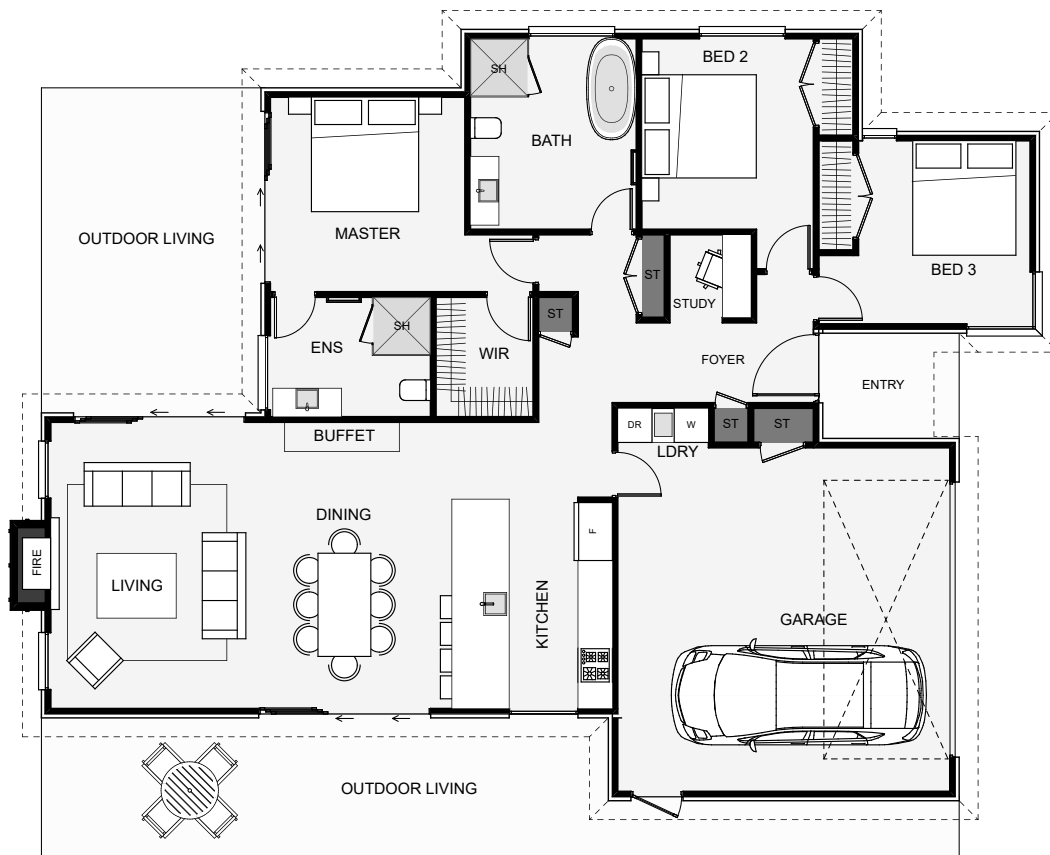 BED 2
SH
BATH
OUTDOOR LIVING
MASTER
BED 3
ST
STUDY
ST
SH
ENS
WIR
FOYER
ENTRY
DR
W
ST
ST
BUFFET
LDRY
DINING
F
FIRE
LIVING
KITCHEN
GARAGE
OUTDOOR LIVING